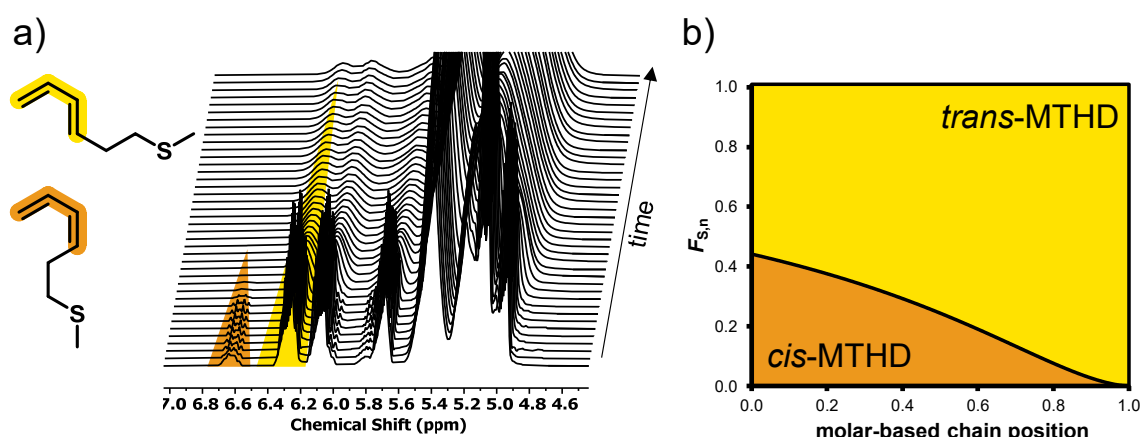 a)
S
S
time
7.0 6.8 6.6 6.4 6.2 6.0 5.8 5.6 5.4 5.2 5.0 4.8 4.6
Chemical Shift (ppm)
b)
F_{S,n}
1.0
0.8
0.6
0.4
0.2
0.0
trans-MTHD
cis-MTHD
0.0 0.2 0.4 0.6 0.8 1.0
molar-based chain position